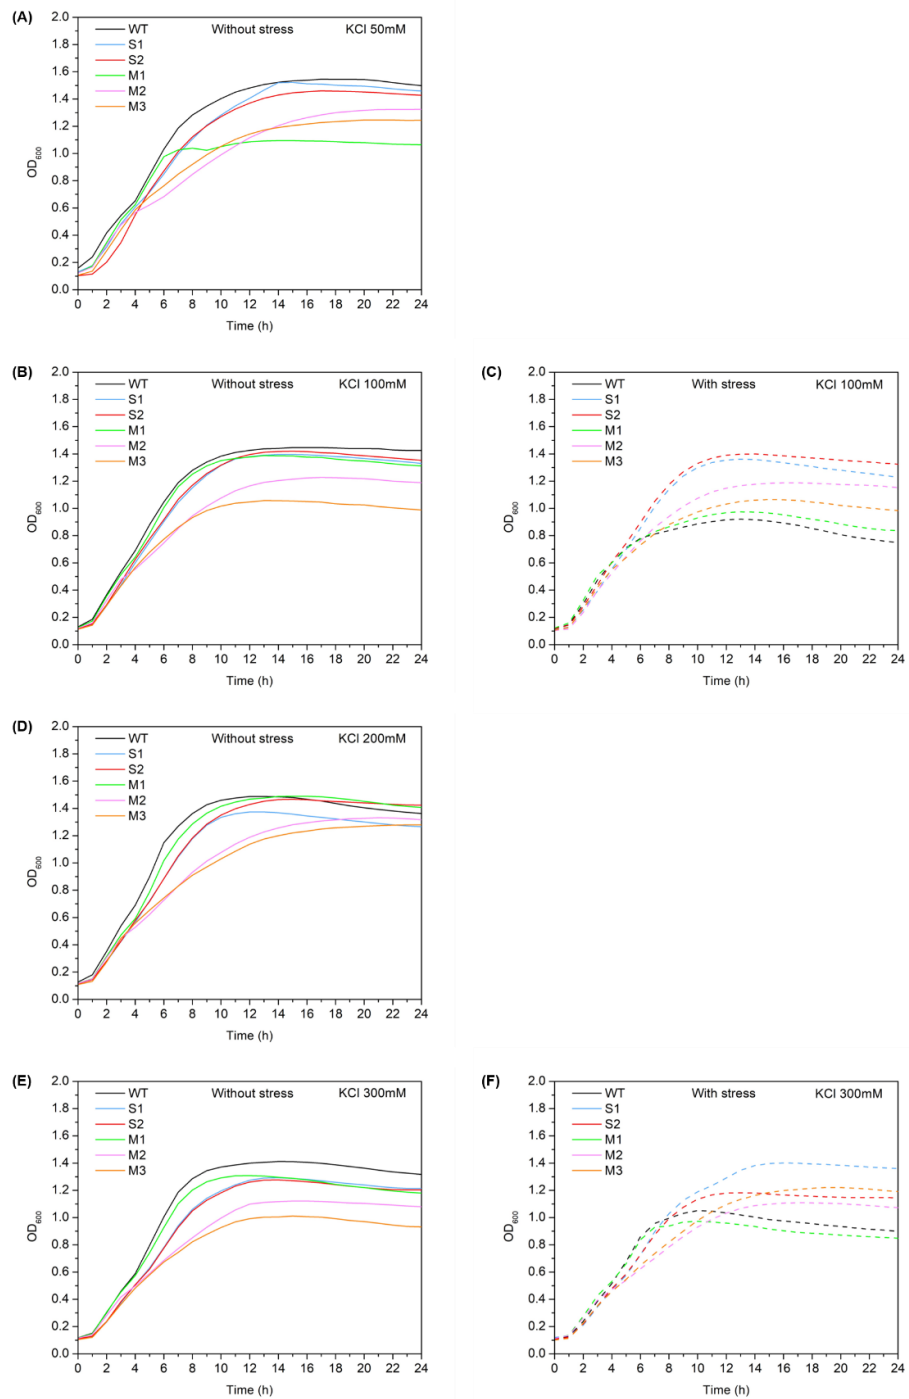 (A)
2.0
1.8
1.6
1.4
1.2
1.0
0.8
0.6
0.4
0.2
0.0
OD600
WT
S1
S2
M1
M2
M3
Without stress
KCl 50mM
0 2 4 6 8 10 12 14 16 18 20 22 24
Time (h)
(B)
2.0
1.8
1.6
1.4
1.2
1.0
0.8
0.6
0.4
0.2
0.0
OD600
WT
S1
S2
M1
M2
M3
Without stress
KCl 100mM
0 2 4 6 8 10 12 14 16 18 20 22 24
Time (h)
(C)
2.0
1.8
1.6
1.4
1.2
1.0
0.8
0.6
0.4
0.2
0.0
OD600
WT
S1
S2
M1
M2
M3
With stress
KCl 100mM
0 2 4 6 8 10 12 14 16 18 20 22 24
Time (h)
(D)
2.0
1.8
1.6
1.4
1.2
1.0
0.8
0.6
0.4
0.2
0.0
OD600
WT
S1
S2
M1
M2
M3
Without stress
KCl 200mM
0 2 4 6 8 10 12 14 16 18 20 22 24
Time (h)
(E)
2.0
1.8
1.6
1.4
1.2
1.0
0.8
0.6
0.4
0.2
0.0
OD600
WT
S1
S2
M1
M2
M3
Without stress
KCl 300mM
0 2 4 6 8 10 12 14 16 18 20 22 24
Time (h)
(F)
2.0
1.8
1.6
1.4
1.2
1.0
0.8
0.6
0.4
0.2
0.0
OD600
WT
S1
S2
M1
M2
M3
With stress
KCl 300mM
0 2 4 6 8 10 12 14 16 18 20 22 24
Time (h)